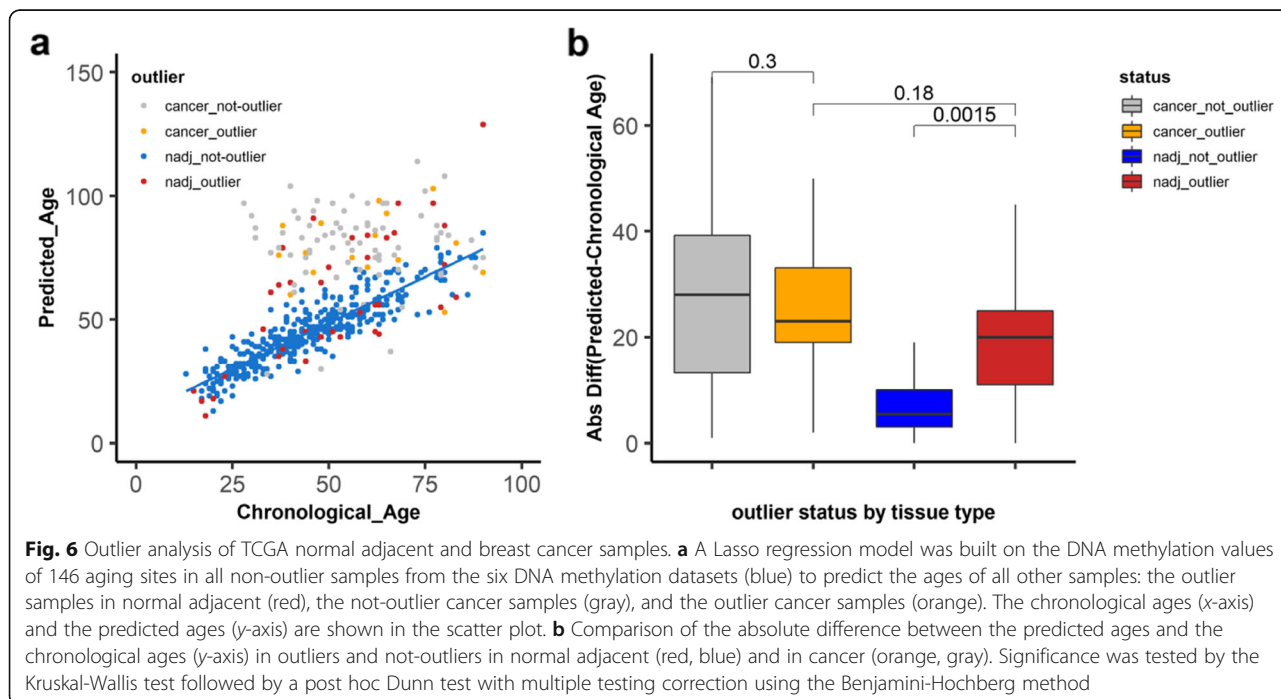 a
150
100
50
0
Predicted_Age
outlier
cancer_not-outlier
cancer_outlier
nadj_not-outlier
nadj_outlier
0 25 50 75 100
Chronological_Age
b
60
40
20
0
Abs Diff(Predicted-Chronological Age)
0.3
0.18
0.0015
outlier status by tissue type
status
cancer_not_outlier
cancer_outlier
nadj_not_outlier
nadj_outlier
Fig. 6 Outlier analysis of TCGA normal adjacent and breast cancer samples. a A Lasso regression model was built on the DNA methylation values
of 146 aging sites in all non-outlier samples from the six DNA methylation datasets (blue) to predict the ages of all other samples: the outlier
samples in normal adjacent (red), the not-outlier cancer samples (gray), and the outlier cancer samples (orange). The chronological ages (x-axis)
and the predicted ages (y-axis) are shown in the scatter plot. b Comparison of the absolute difference between the predicted ages and the
chronological ages (y-axis) in outliers and not-outliers in normal adjacent (red, blue) and in cancer (orange, gray). Significance was tested by the
Kruskal-Wallis test followed by a post hoc Dunn test with multiple testing correction using the Benjamini-Hochberg method